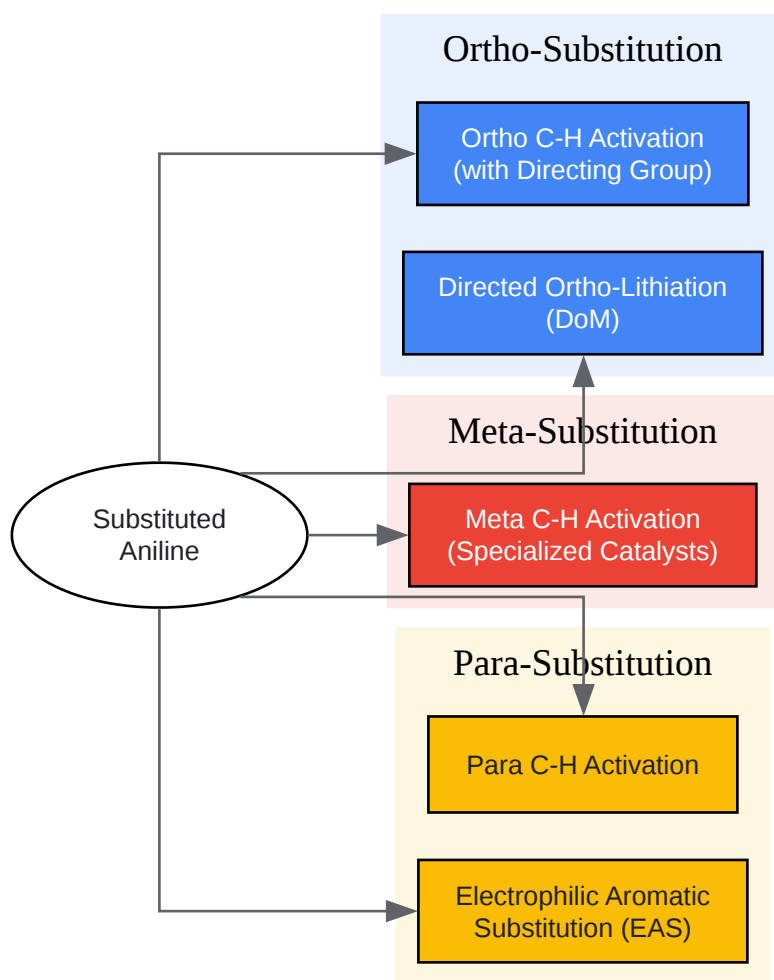 Ortho-Substitution
Ortho C-H Activation
(with Directing Group)
Directed Ortho-Lithiation
(DoM)
Meta-Substitution
Substituted
Aniline
Meta C-H Activation
(Specialized Catalysts)
Para-Substitution
Para C-H Activation
Electrophilic Aromatic
Substitution (EAS)